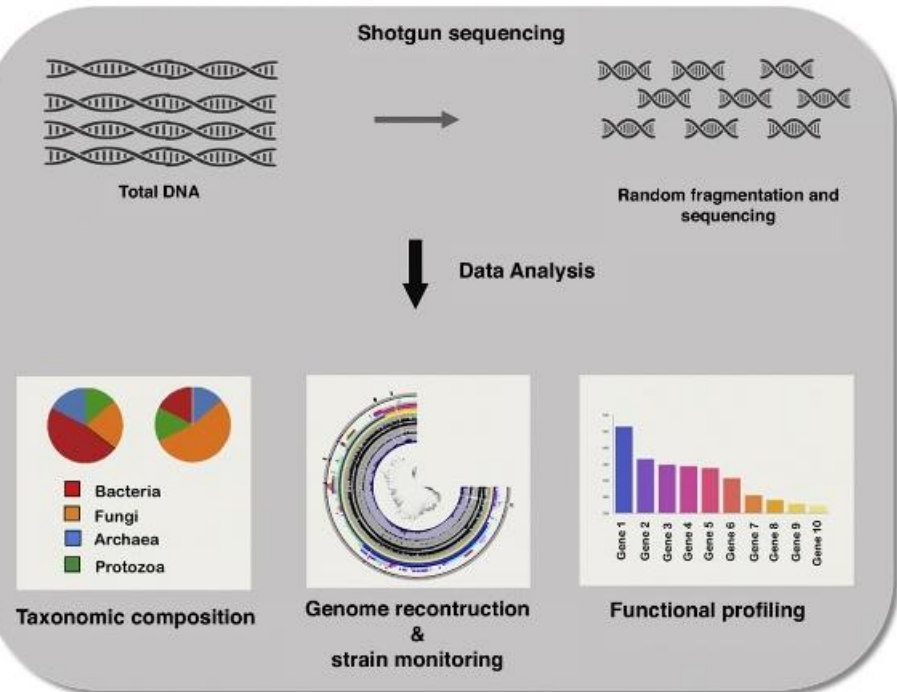 Shotgun sequencing
Total DNA
Random fragmentation and
sequencing
Data Analysis
Bacteria
Fungi
Archaea
Protozoa
Gene 1
Gene 2
Gene 3
Gene 4
Gene 5
Gene 6
Gene 7
Gene 8
Gene 9
Gene 10
Taxonomic composition
Genome recontruction
&
strain monitoring
Functional profiling